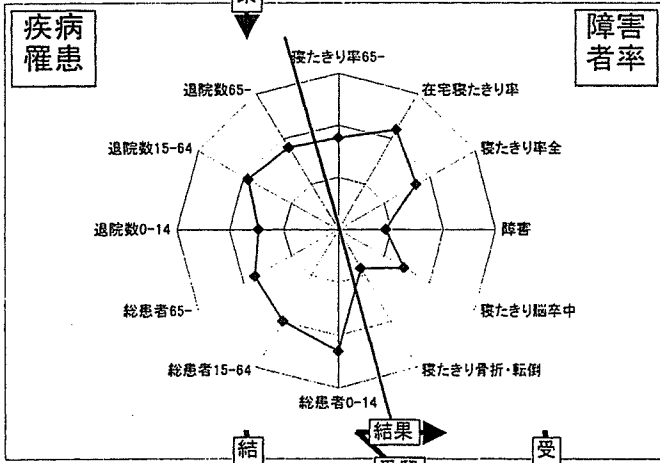 疾病
罹患
障害
者率
寝たきり率65-
退院数65-
在宅寝たきり率
退院数15-64
寝たきり率全
退院数0-14
障害
総患者65-
寝たきり脳卒中
総患者15-64
寝たきり骨折・転倒
総患者0-14
結果
結
受